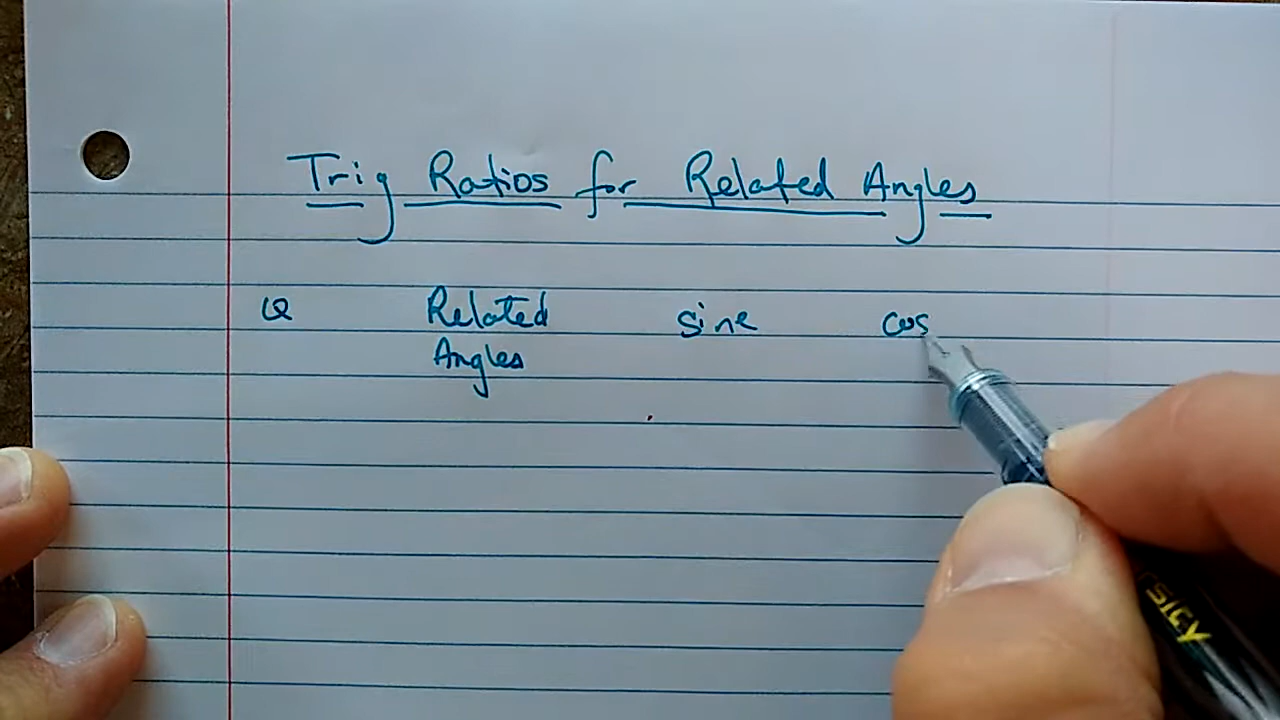 Trig Ratios for Related Angles
Q Related sine cos
Angles